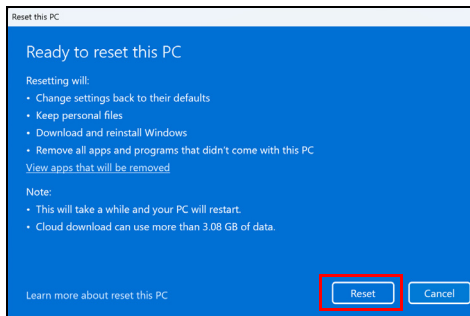 Reset this PC
Ready to reset this PC
Resetting will:
• Change settings back to their defaults
• Keep personal files
• Download and reinstall Windows
• Remove all apps and programs that didn't come with this PC
View apps that will be removed
Note:
• This will take a while and your PC will restart.
• Cloud download can use more than 3.08 GB of data.
Learn more about reset this PC
Reset
Cancel